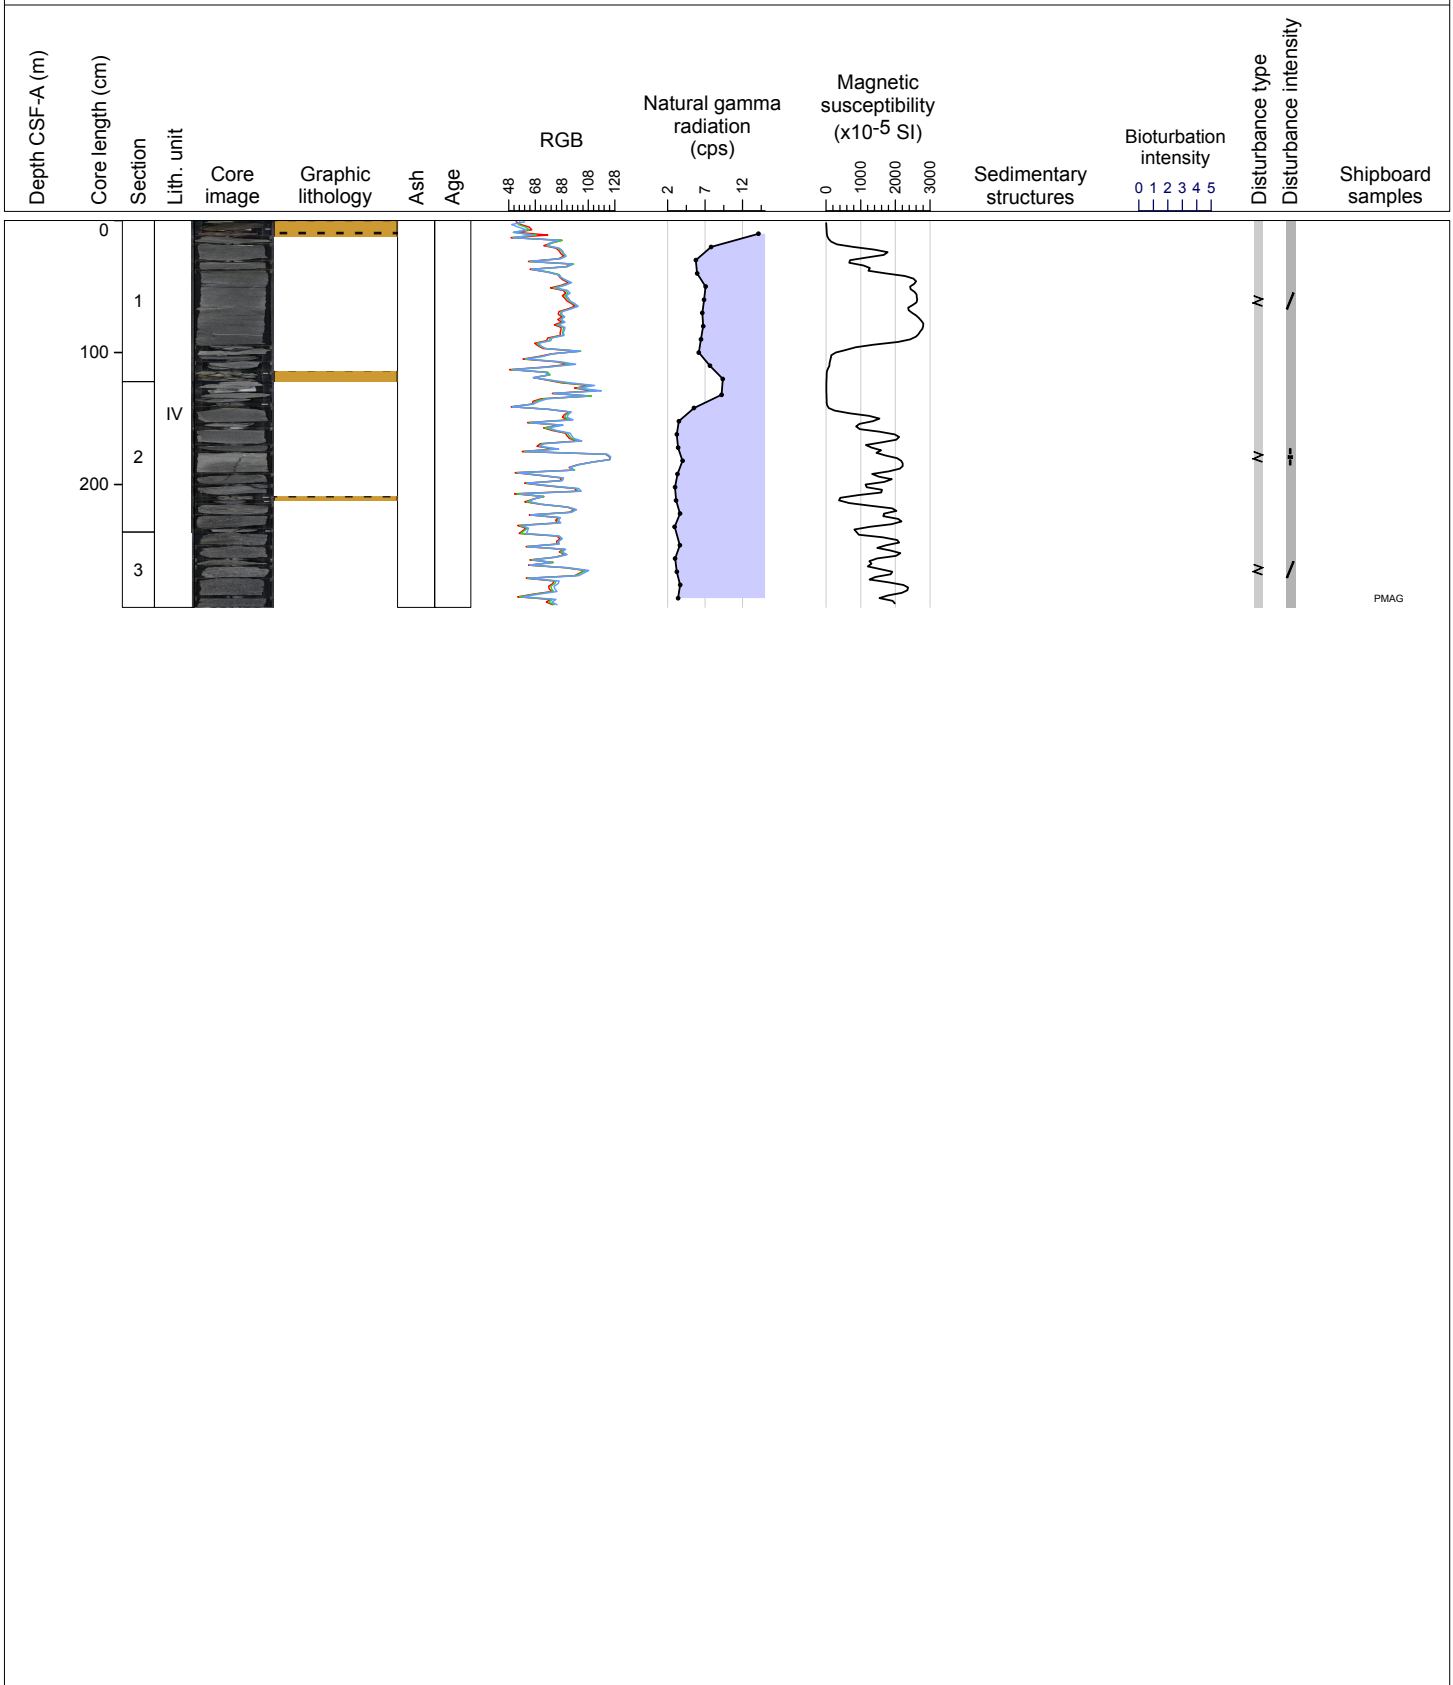 Depth CSF-A (m)
Core length (cm)
Section
Lith. unit
Core
image
Graphic
lithology
Ash
Age
RGB
48 68 88 108 128
Natural gamma
radiation
(cps)
2 7 12
Magnetic
susceptibility
(x10-5 SI)
0 1000 2000 3000
Sedimentary
structures
Bioturbation
intensity
0 1 2 3 4 5
Disturbance type
Disturbance intensity
Shipboard
samples
0
1
100
IV
2
200
3
PMAG